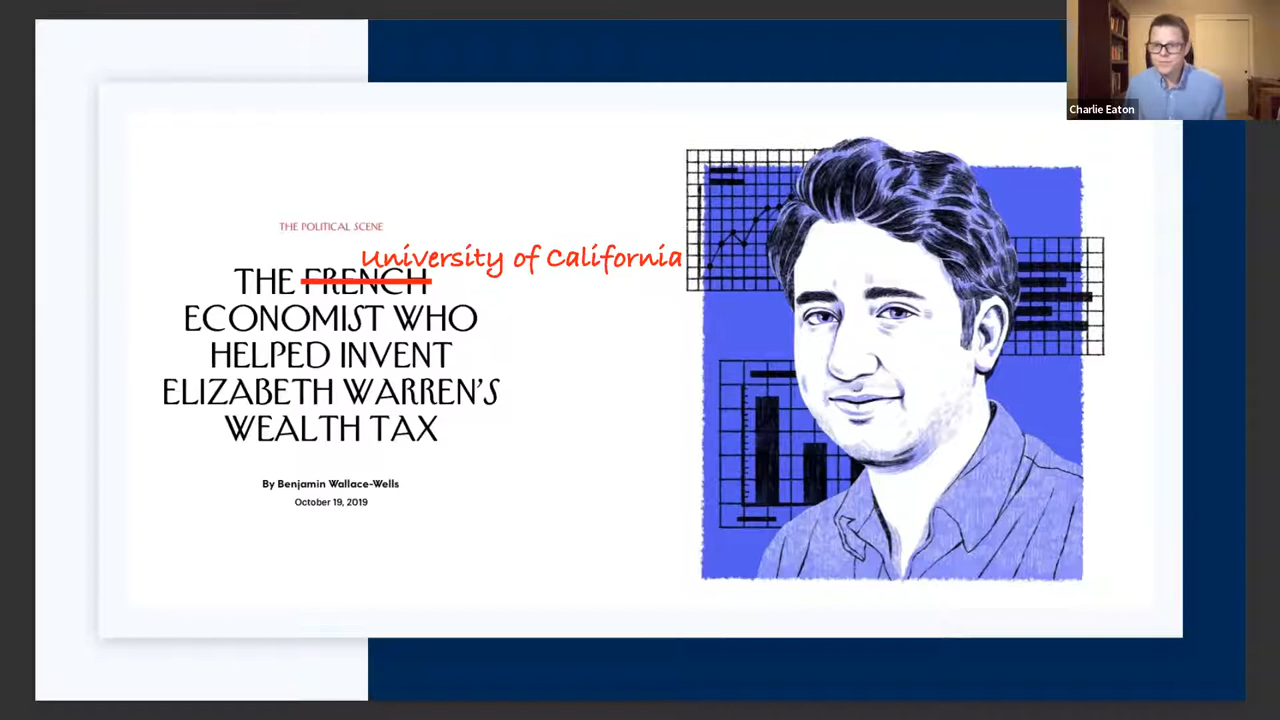 THE POLITICAL SCENE
University of California
THE FRENCH
ECONOMIST WHO
HELPED INVENT
ELIZABETH WARREN'S
WEALTH TAX
By Benjamin Wallace-Wells
October 19, 2019
Charlie Eaton